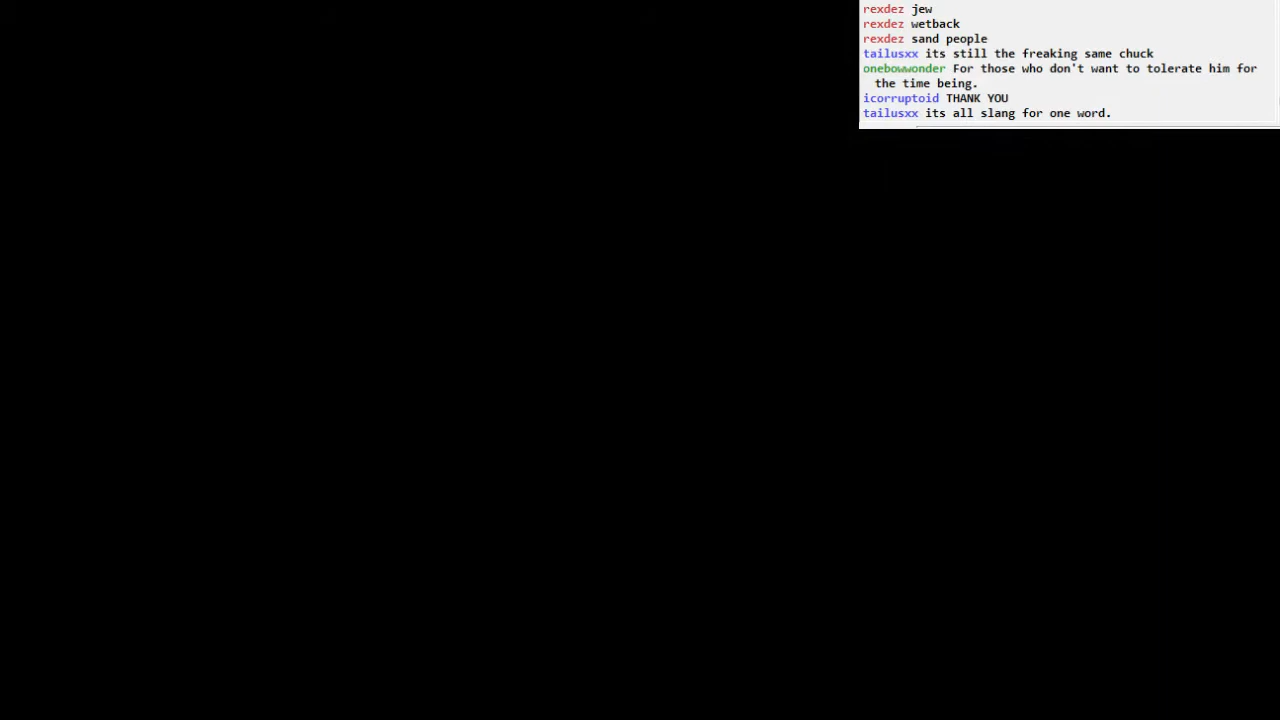 rexdez jew
rexdez wetback
rexdez sand people
tailusxx its still the freaking same chuck
onebowwonder For those who don't want to tolerate him for
the time being.
icorruptoid THANK YOU
tailusxx its all slang for one word.